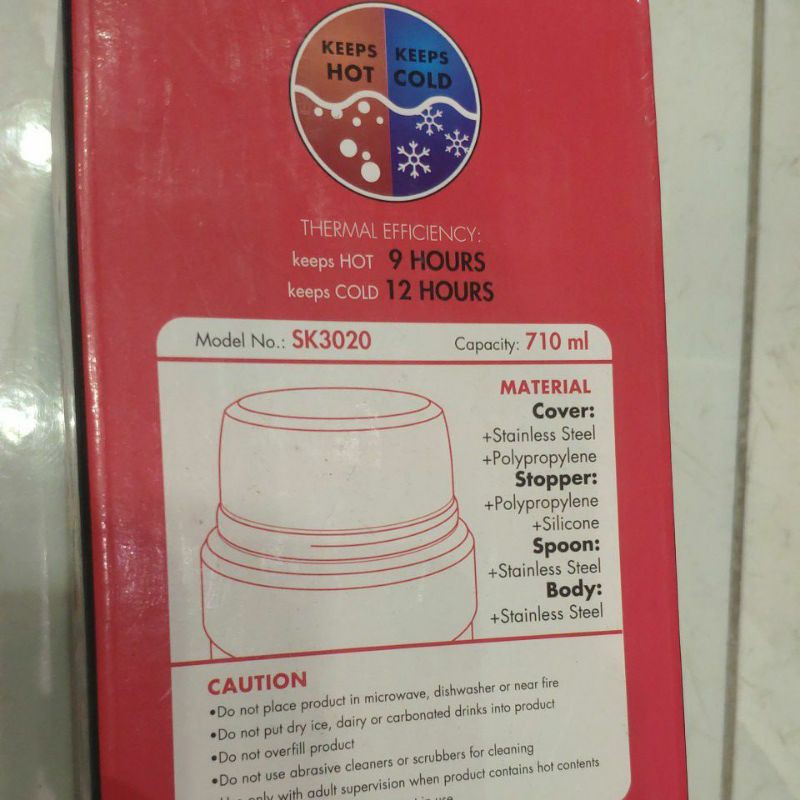 KEEPS HOT
KEEPS COLD
THERMAL EFFICIENCY:
keeps HOT 9 HOURS
keeps COLD 12 HOURS
Model No.: SK3020 Capacity: 710 ml
MATERIAL
Cover:
+Stainless Steel
+Polypropylene
Stopper:
+Polypropylene
+Silicone
Spoon:
+Stainless Steel
Body:
+Stainless Steel
CAUTION
•Do not place product in microwave, dishwasher or near fire
•Do not put dry ice, dairy or carbonated drinks into product
•Do not overfill product
•Do not use abrasive cleaners or scrubbers for cleaning
only with adult supervision when product contains hot contents